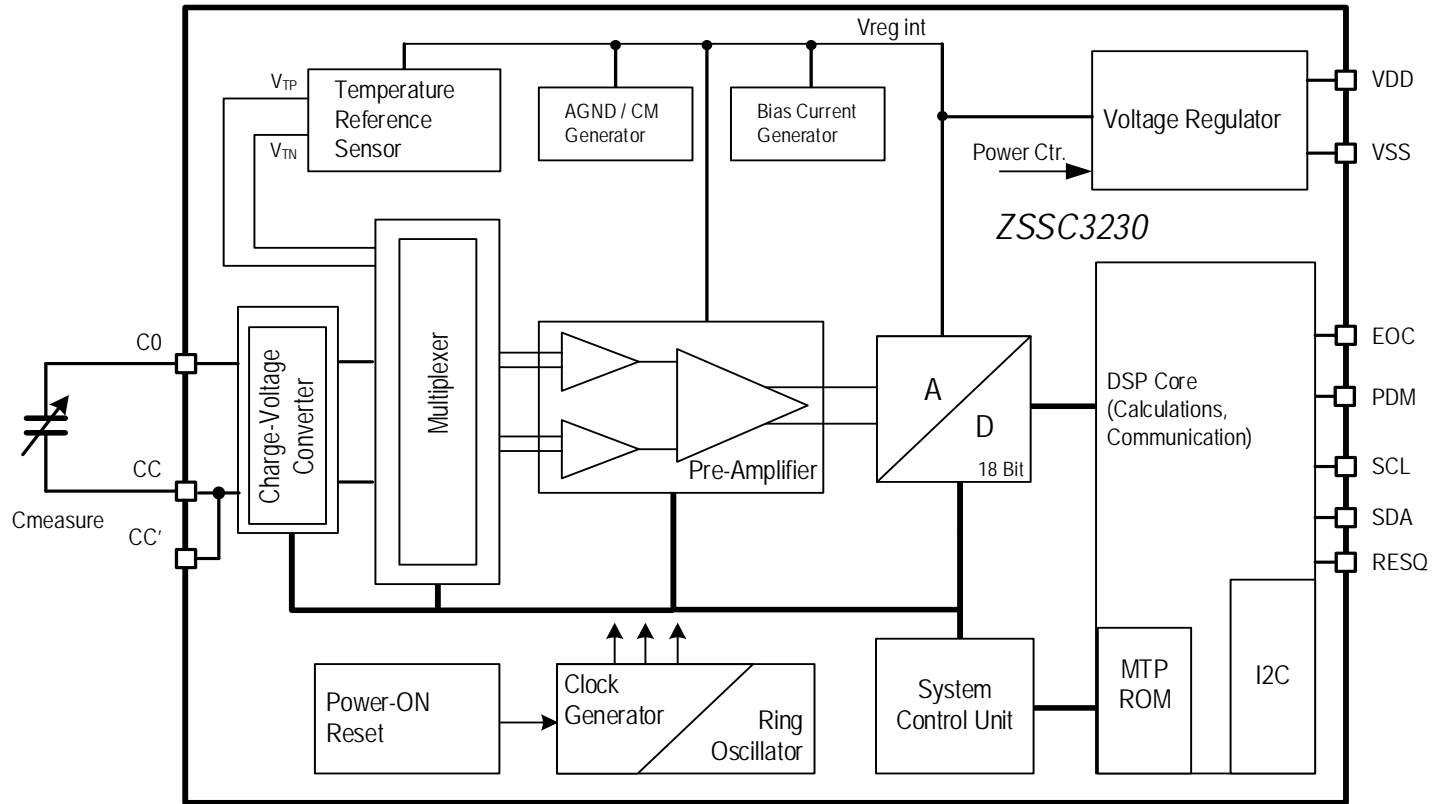 Vreg int
VTP
Temperature
Reference
Sensor
VTN
AGND / CM
Generator
Bias Current
Generator
Voltage Regulator
Power Ctr.
VDD
VSS
ZSSC3230
C0
CC
CC'
Cmeasure
Charge-Voltage
Converter
Multiplexer
Pre-Amplifier
A
D
18 Bit
DSP Core
(Calculations,
Communication)
EOC
PDM
SCL
SDA
RESQ
Power-ON
Reset
Clock
Generator
Ring
Oscillator
System
Control Unit
MTP
ROM
I2C